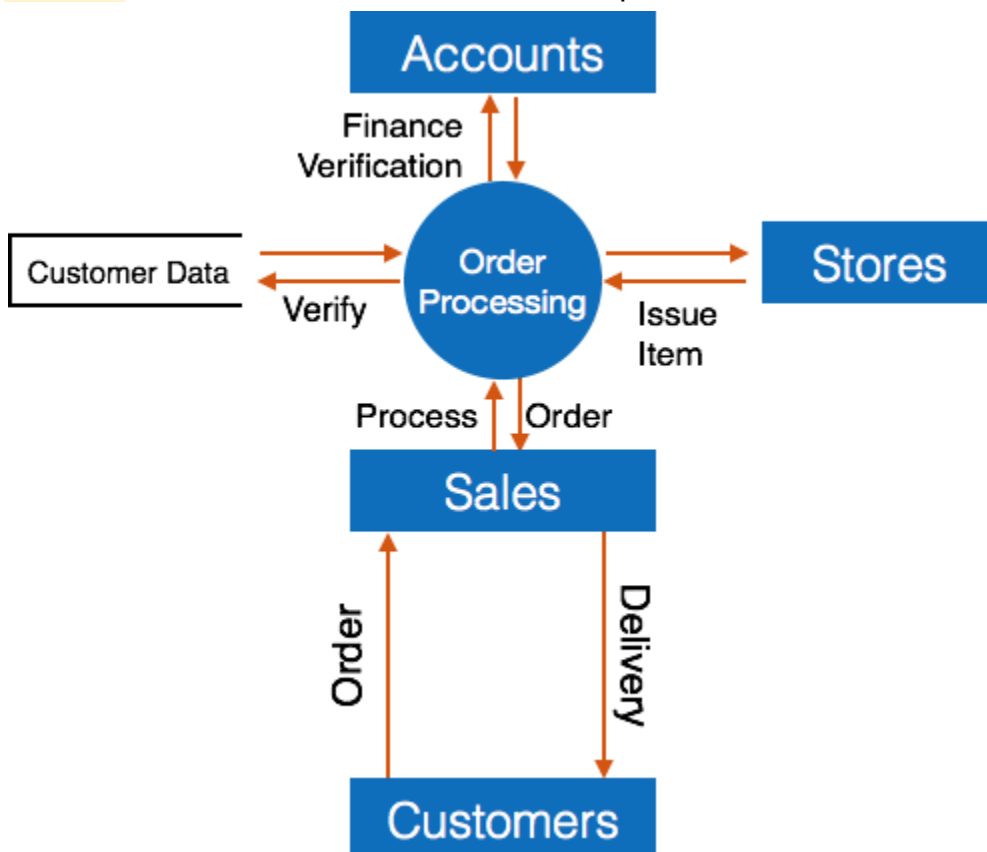 Accounts
Finance
Verification
Customer Data
Verify
Order
Processing
Stores
Issue
Item
Process
Order
Sales
Order
Delivery
Customers